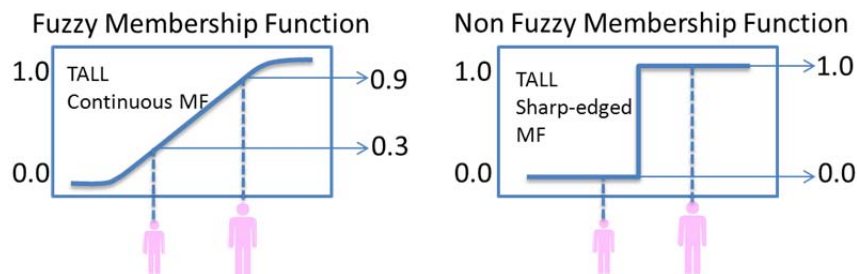 Fuzzy Membership Function
1.0
TALL
Continuous MF
0.9
0.3
0.0
Non Fuzzy Membership Function
1.0
TALL
Sharp-edged
MF
1.0
0.0
0.0